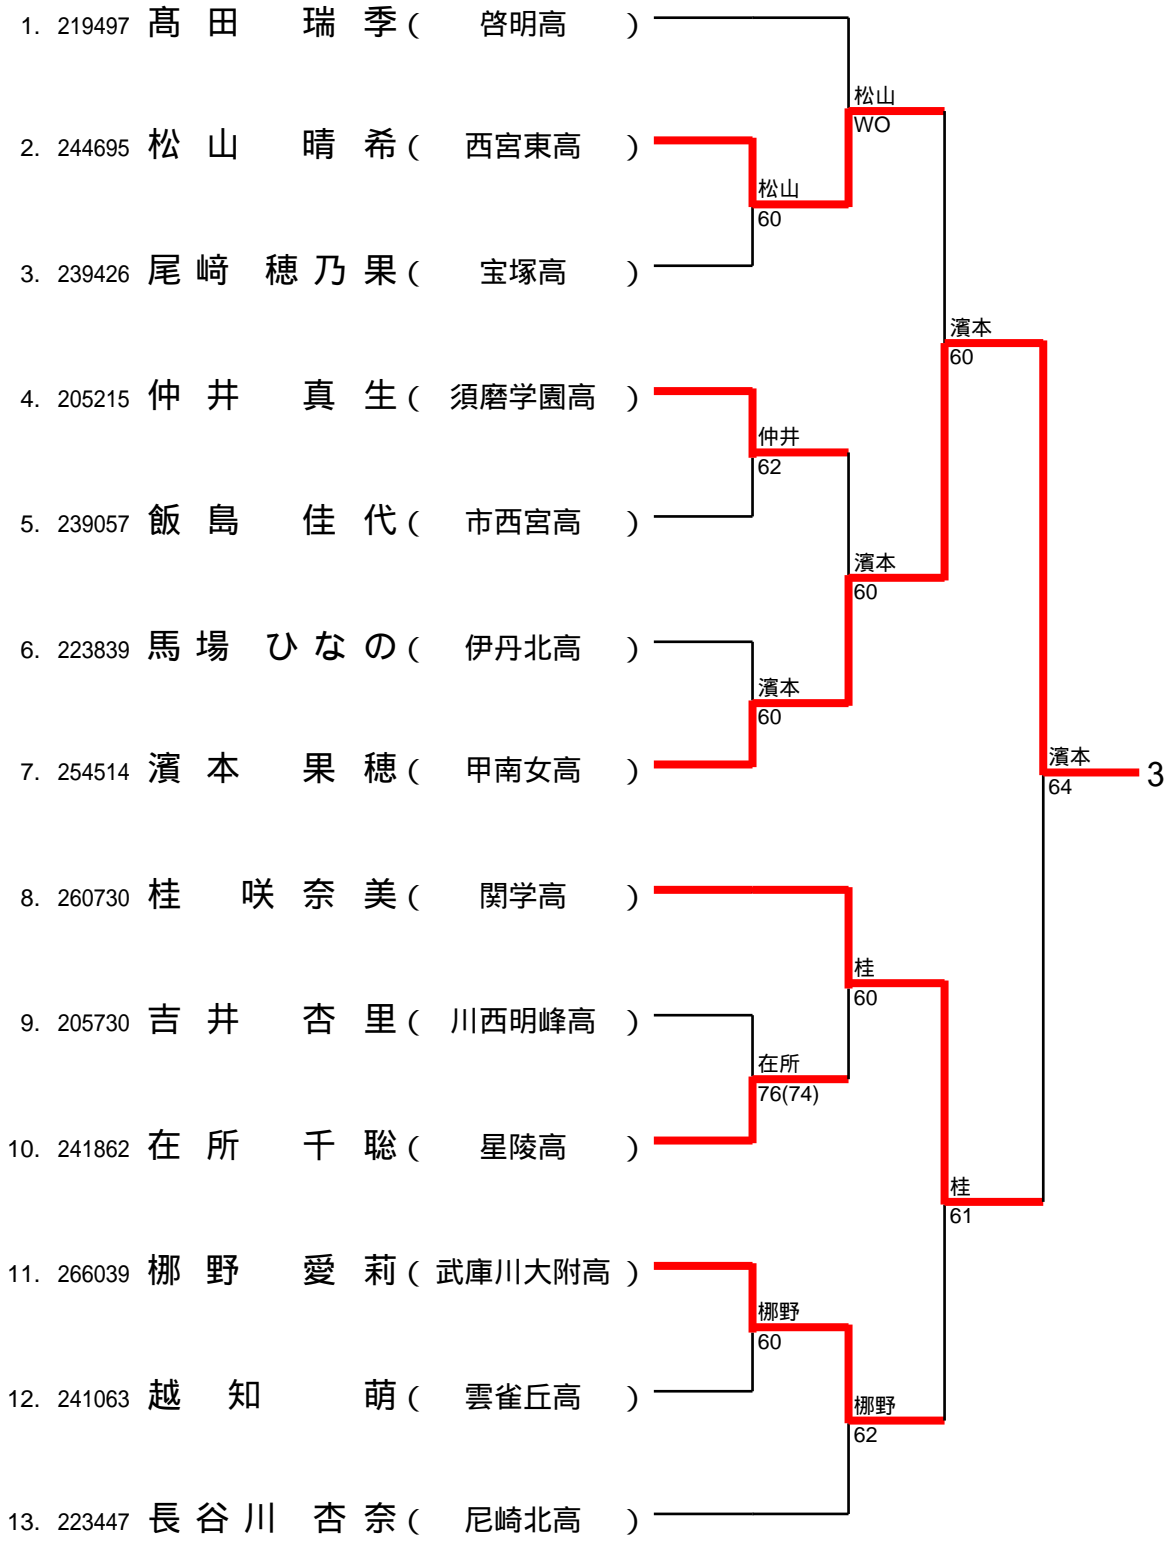 1. 219497 髙田 瑞季 ( 啓明高 )
松山
WO
2. 244695 松山 晴希 ( 西宮東高 )
松山
60
3. 239426 尾﨑 穂乃果 ( 宝塚高 )
濱本
60
4. 205215 仲井 真生 ( 須磨学園高 )
仲井
62
5. 239057 飯島 佳代 ( 市西宮高 )
濱本
60
6. 223839 馬場 ひなの ( 伊丹北高 )
濱本
60
7. 254514 濱本 果穂 ( 甲南女高 )
濱本
64
3
8. 260730 桂 咲奈美 ( 関学高 )
桂
60
9. 205730 吉井 杏里 ( 川西明峰高 )
在所
76(74)
10. 241862 在所 千聡 ( 星陵高 )
桂
61
11. 266039 梛野 愛莉 ( 武庫川大附高 )
梛野
60
12. 241063 越知 萌 ( 雲雀丘高 )
梛野
62
13. 223447 長谷川 杏奈 ( 尼崎北高 )